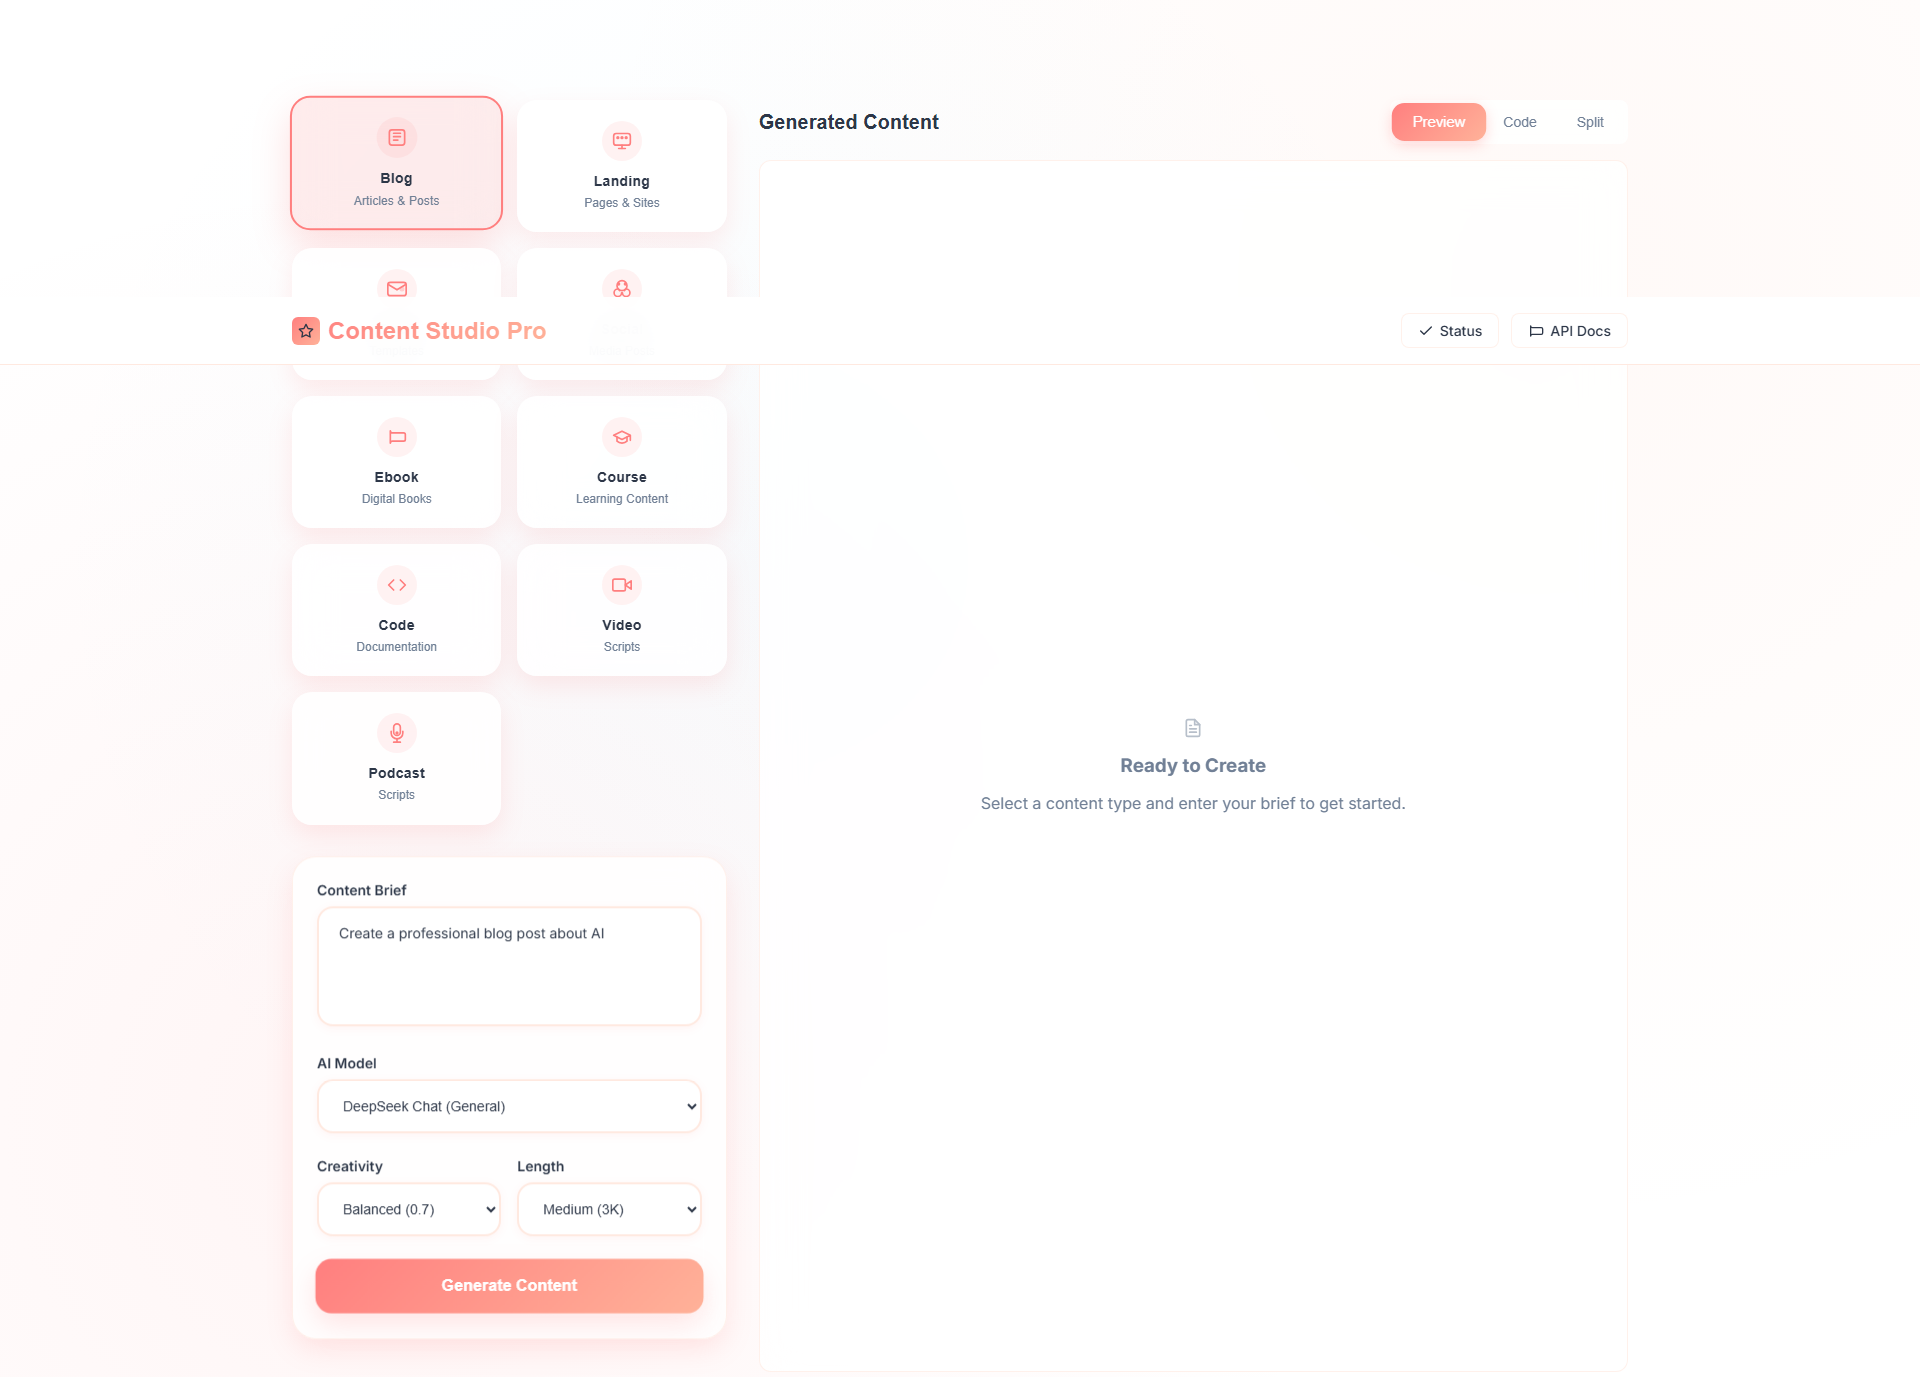 Blog
Articles & Posts
Landing
Pages & Sites
Generated Content
Preview
Code
Split
Content Studio Pro
Status
API Docs
Ebook
Digital Books
Course
Learning Content
Code
Documentation
Video
Scripts
Podcast
Scripts
Ready to Create
Select a content type and enter your brief to get started.
Content Brief
Create a professional blog post about AI
AI Model
DeepSeek Chat (General)
Creativity
Length
Balanced (0.7)
Medium (3K)
Generate Content